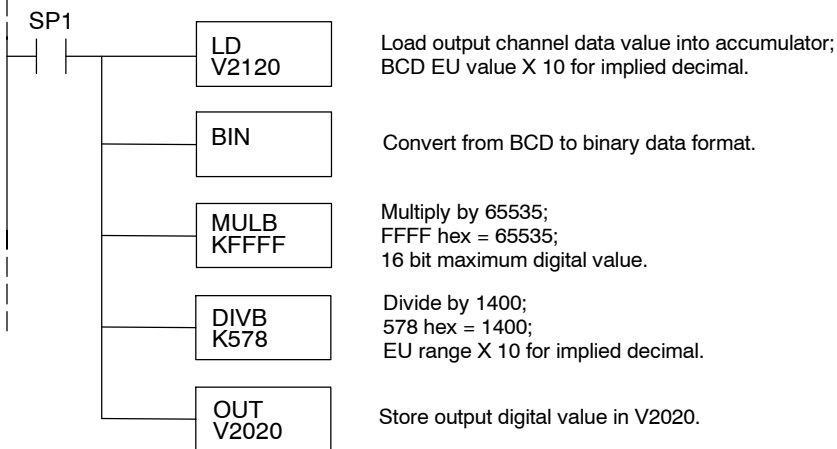 SP1
LD
V2120
Load output channel data value into accumulator;
BCD EU value X 10 for implied decimal.
BIN
Convert from BCD to binary data format.
MULB
KFFFF
Multiply by 65535;
FFFF hex = 65535;
16 bit maximum digital value.
DIVB
K578
Divide by 1400;
578 hex = 1400;
EU range X 10 for implied decimal.
OUT
V2020
Store output digital value in V2020.